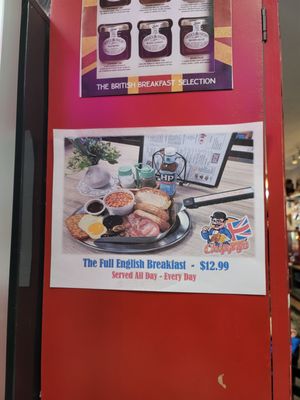 THE BRITISH BREAKFAST SELECTION
HP
The Full English Breakfast - $12.99
Served All Day - Every Day